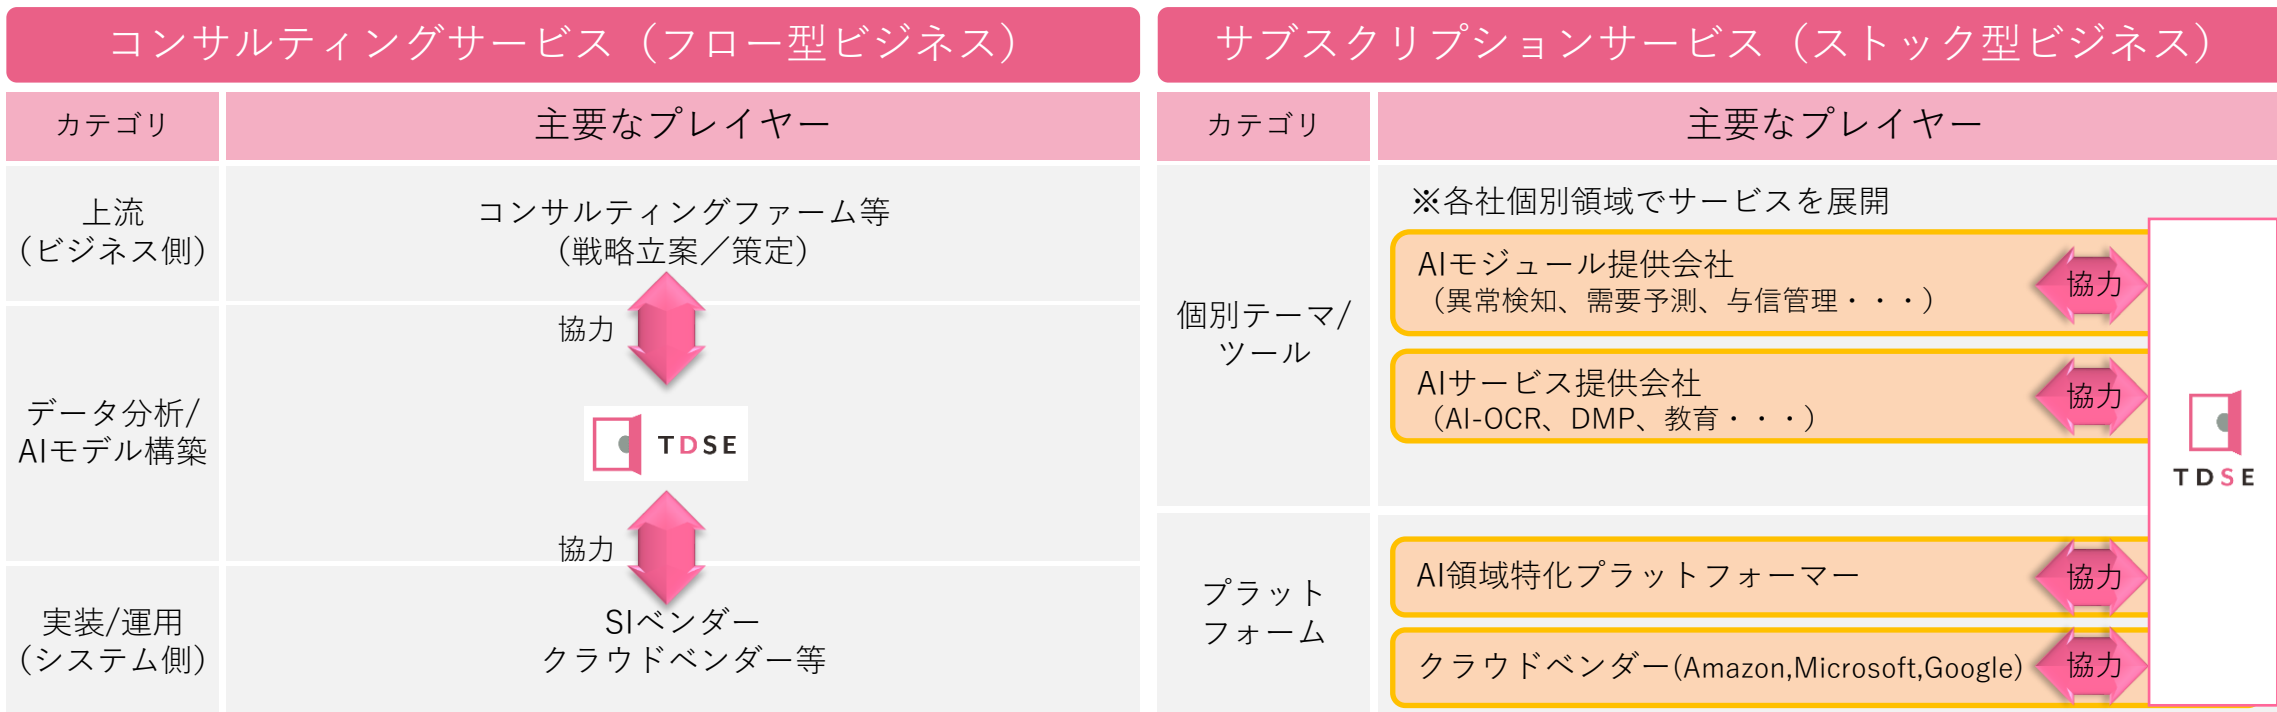 コンサルティングサービス（フロー型ビジネス）
カテゴリ
主要なプレイヤー
上流
（ビジネス側）
コンサルティングファーム等
（戦略立案／策定）
協力
データ分析/
AIモデル構築
TDSE
協力
実装/運用
（システム側）
SIベンダー
クラウドベンダー等
サブスクリプションサービス（ストック型ビジネス）
カテゴリ
主要なプレイヤー
個別テーマ/
ツール
※各社個別領域でサービスを展開
AIモジュール提供会社
（異常検知、需要予測、与信管理・・・）
協力
AIサービス提供会社
（AI-OCR、DMP、教育・・・）
協力
TDSE
プラット
フォーム
AI領域特化プラットフォーマー
協力
クラウドベンダー(Amazon,Microsoft,Google)
協力